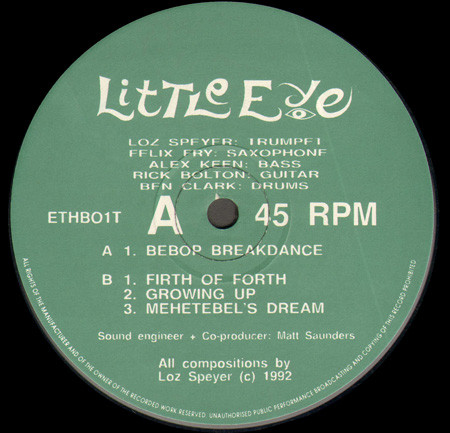 LitTLe Eye
LOZ SPEYER: TRUMPET
FELIX FRY: SAXOPHONE
ALEX KEEN: BASS
RICK BOLTON: GUITAR
BEN CLARK: DRUMS
ETHBO1T A 45 RPM
A 1. BEBOP BREAKDANCE
B 1. FIRTH OF FORTH
2. GROWING UP
3. MEHETEBEL'S DREAM
Sound engineer + Co-producer: Matt Saunders
All compositions by
Loz Speyer (c) 1992
ALL RIGHTS OF THE MANUFACTURER AND OF THE OWNER OF THE RECORDED WORK RESERVED. UNAUTHORISED PUBLIC PERFORMANCE BROADCASTING AND COPYING OF THIS RECORD PROHIBITED